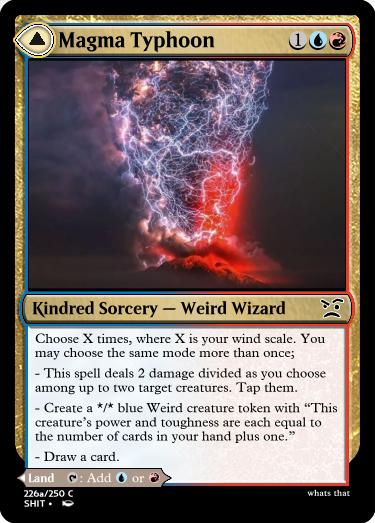 Magma Typhoon 1
Kindred Sorcery — Weird Wizard
Choose X times, where X is your wind scale. You
may choose the same mode more than once;
- This spell deals 2 damage divided as you choose
among up to two target creatures. Tap them.
- Create a */* blue Weird creature token with “This
creature's power and toughness are each equal to
the number of cards in your hand plus one.”
- Draw a card.
Land : Add or
226a/250 C whats that
SHIT •